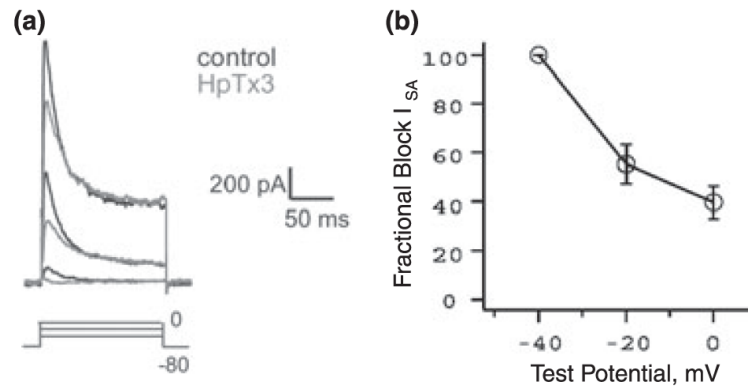 (a)
control
HpTx3
200 pA
50 ms
0
-80
(b)
Fractional Block I SA
100
80
60
40
20
0
-40 -20 0
Test Potential, mV